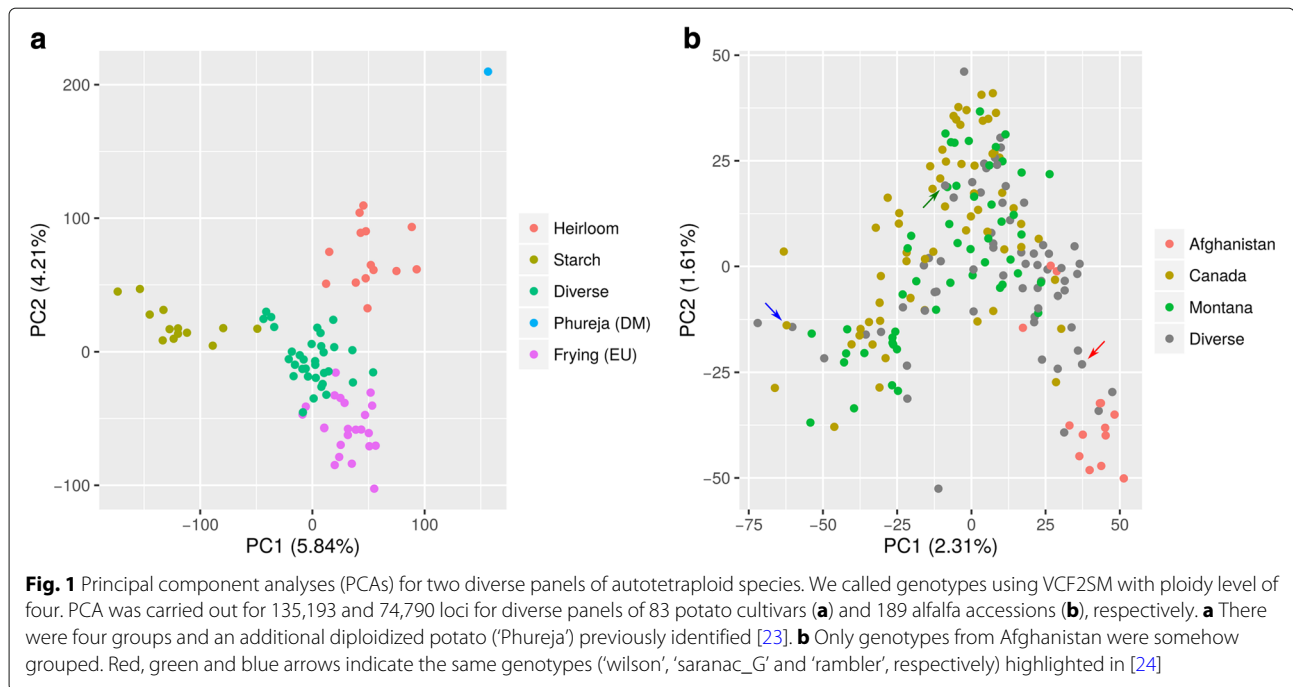 a
200
100
0
−100
−100
0
100
PC2 (4.21%)
PC1 (5.84%)
Heirloom
Starch
Diverse
Phureja (DM)
Frying (EU)
b
50
25
0
−25
−50
−75
−50
−25
0
25
50
PC2 (1.61%)
PC1 (2.31%)
Afghanistan
Canada
Montana
Diverse
Fig. 1 Principal component analyses (PCAs) for two diverse panels of autotetraploid species. We called genotypes using VCF2SM with ploidy level of
four. PCA was carried out for 135,193 and 74,790 loci for diverse panels of 83 potato cultivars (a) and 189 alfalfa accessions (b), respectively. a There
were four groups and an additional diploidized potato (‘Phureja’) previously identified [23]. b Only genotypes from Afghanistan were somehow
grouped. Red, green and blue arrows indicate the same genotypes (‘wilson’, ‘saranac_G’ and ‘rambler’, respectively) highlighted in [24]